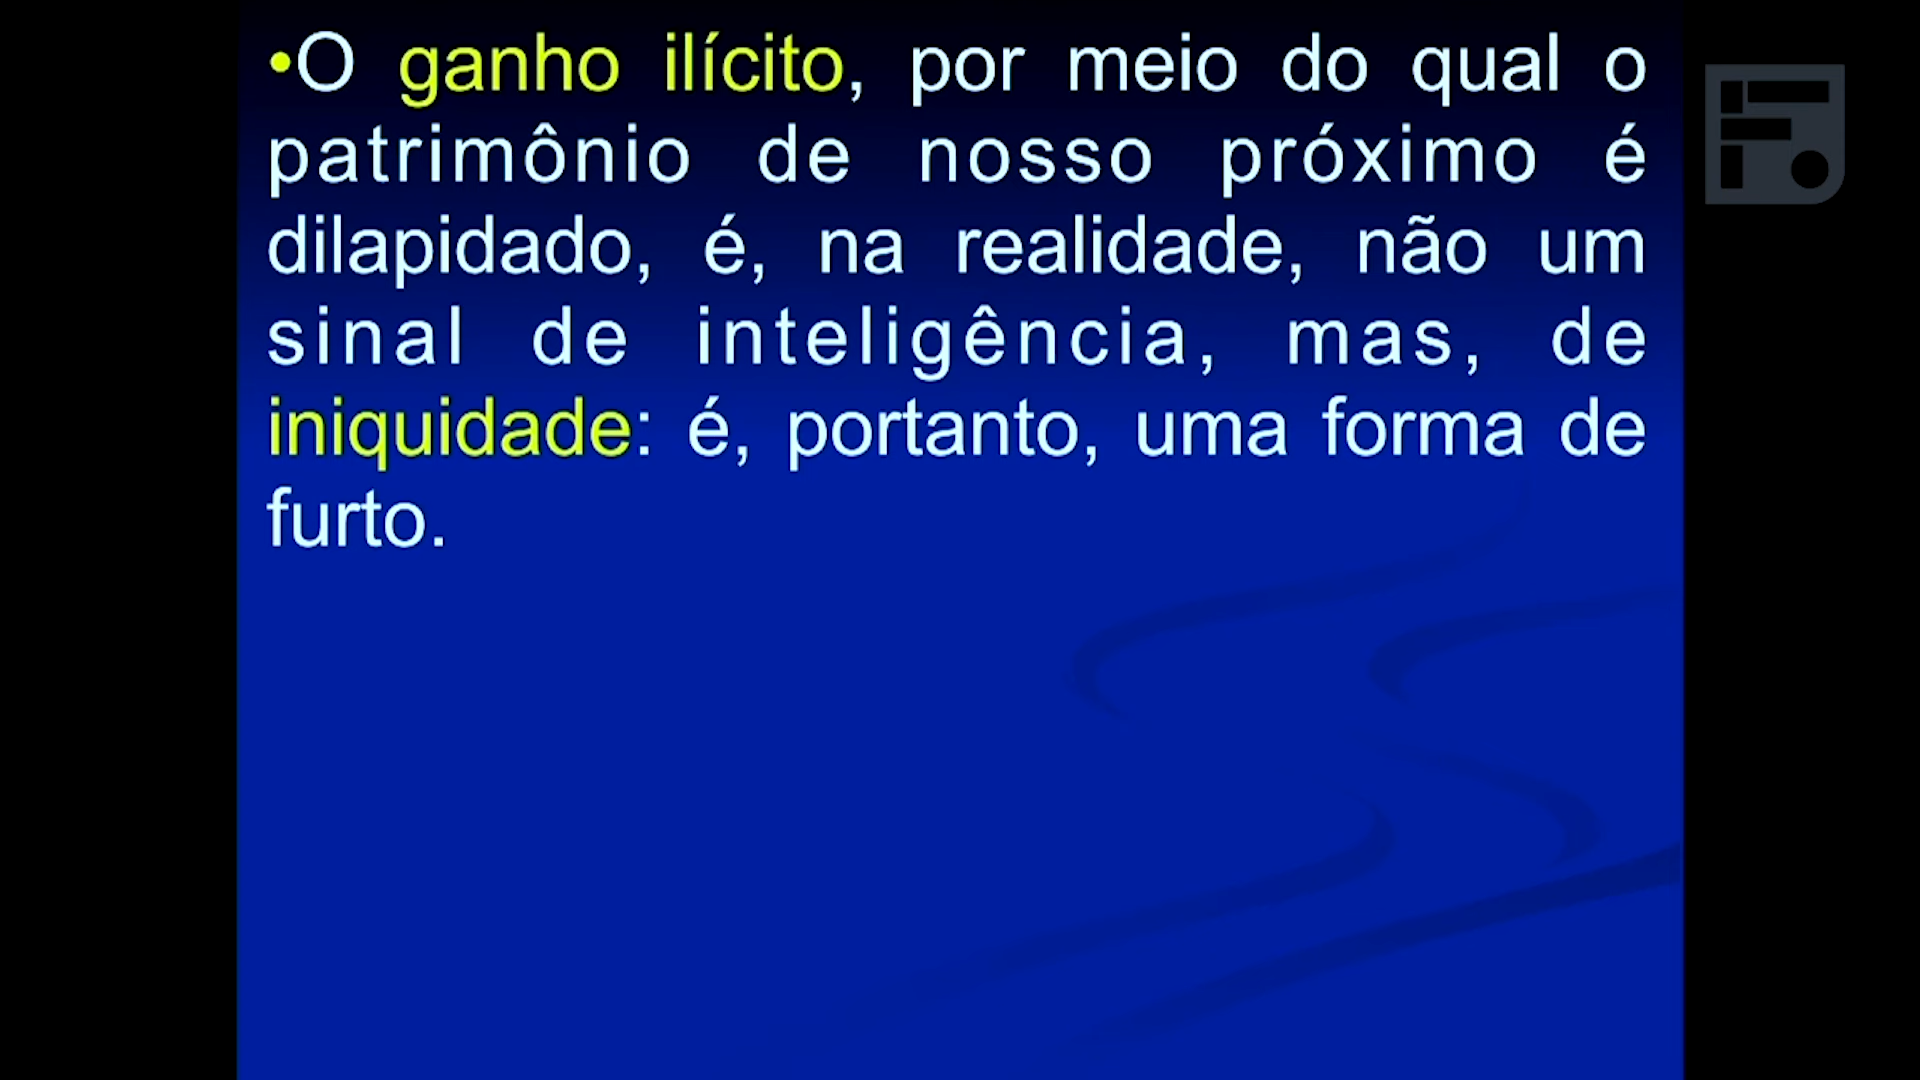 •O ganho ilícito, por meio do qual o
patrimônio de nosso próximo é
dilapidado, é, na realidade, não um
sinal de inteligência, mas, de
iniquidade: é, portanto, uma forma de
furto.